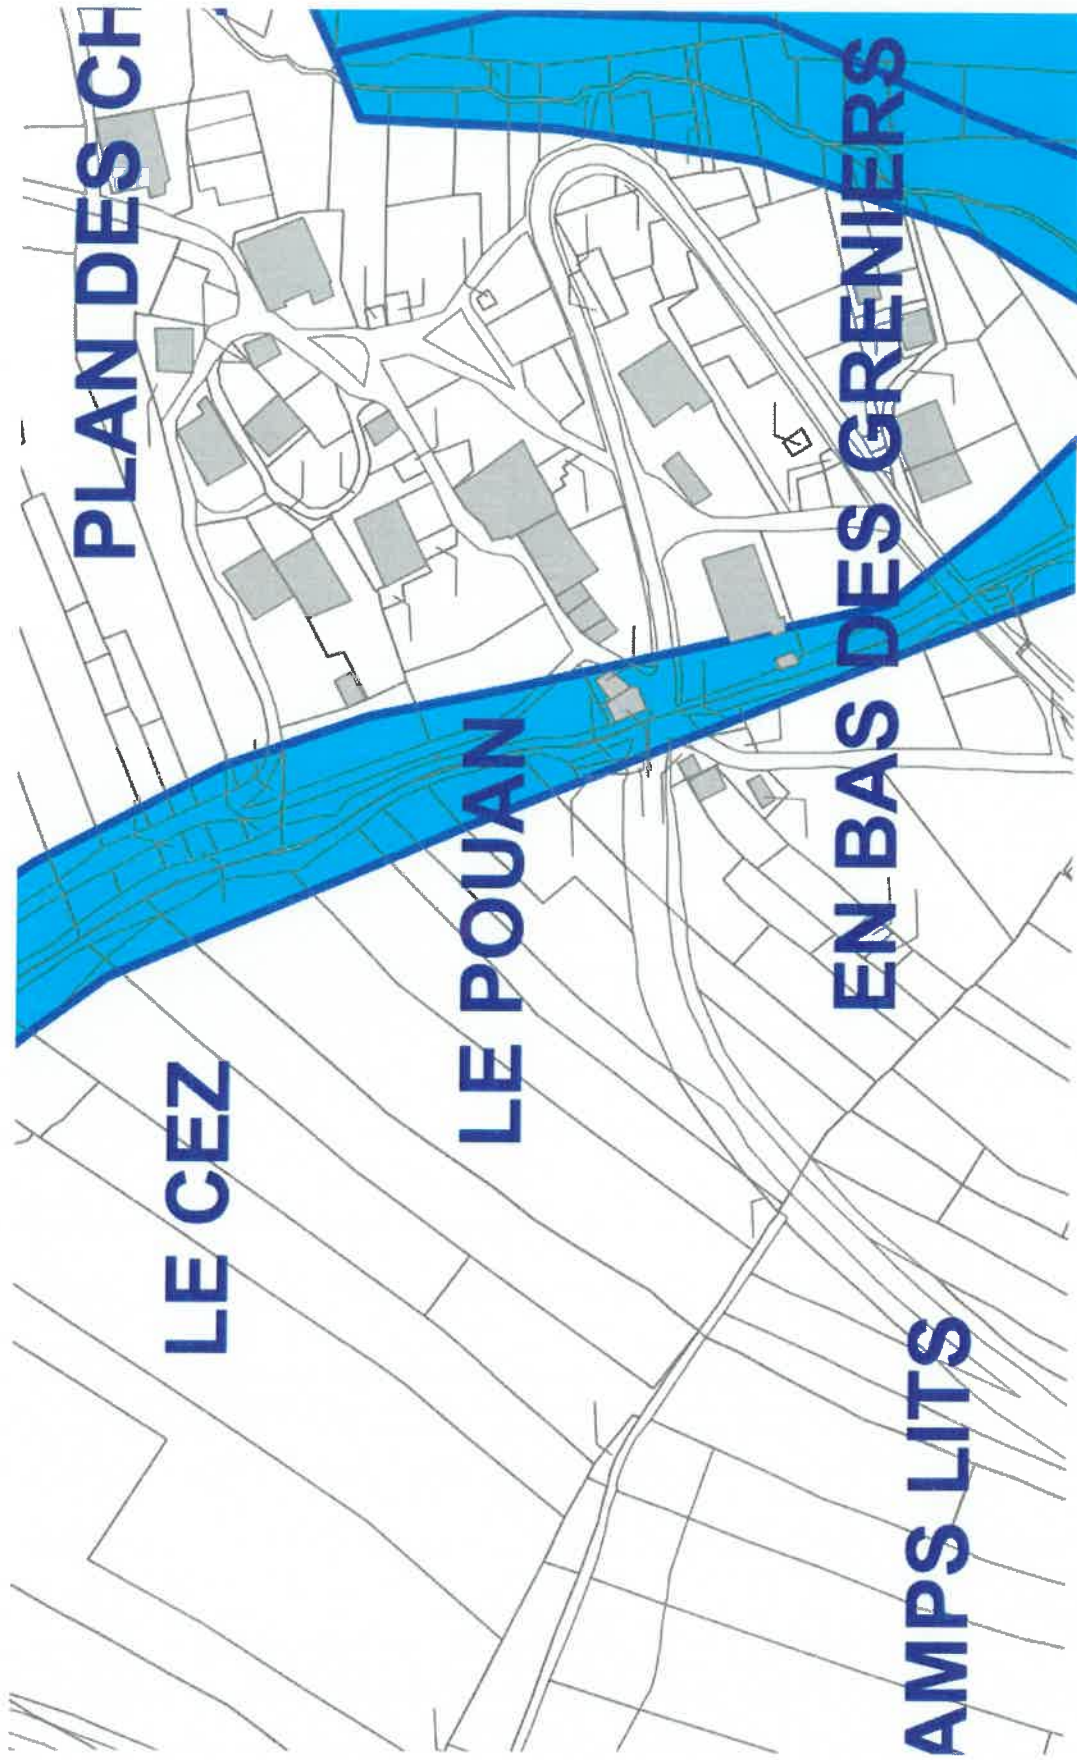 PLAN DES CH
LE CEZ
LE POUAN
EN BAS DES GRENIERS
AMPS LITS